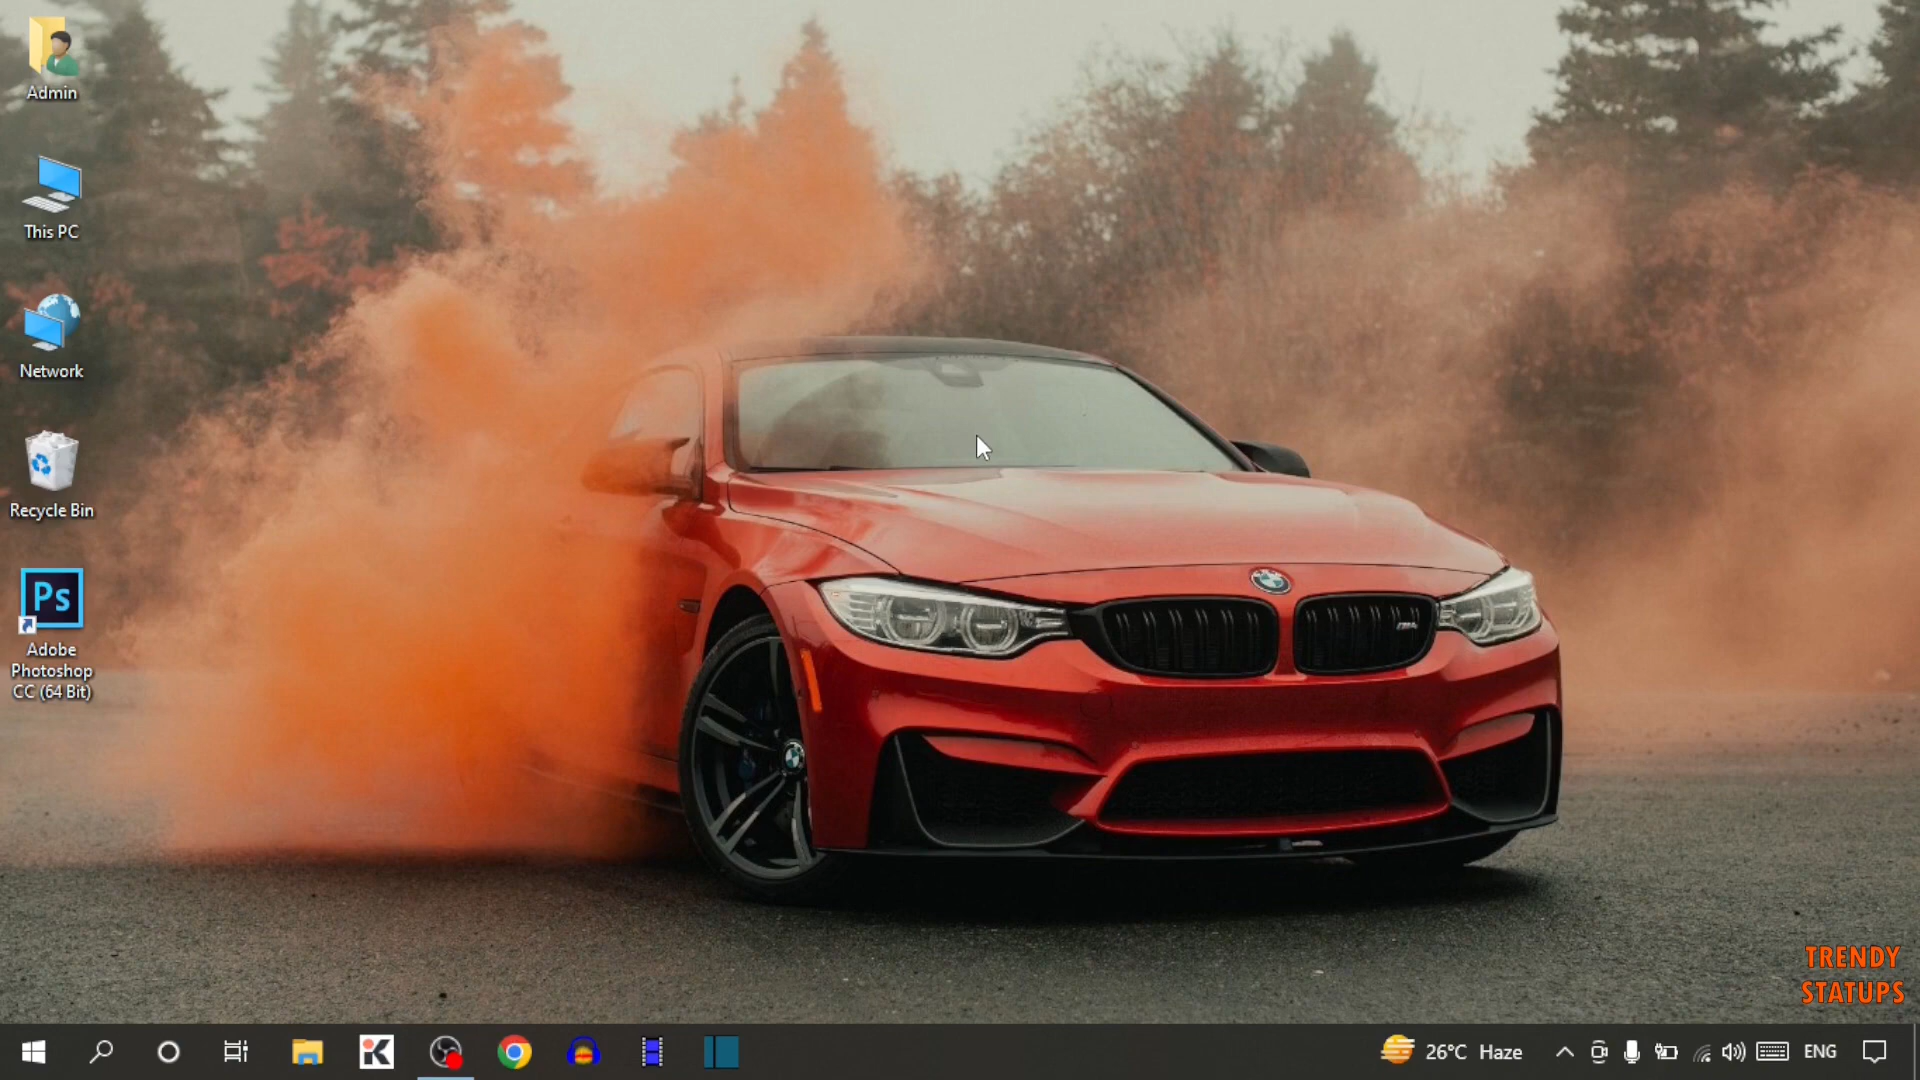 Admin
This PC
Network
Recycle Bin
Ps
Adobe
Photoshop
CC (64 Bit)
TRENDY
STATUPS
26°C Haze
ENG